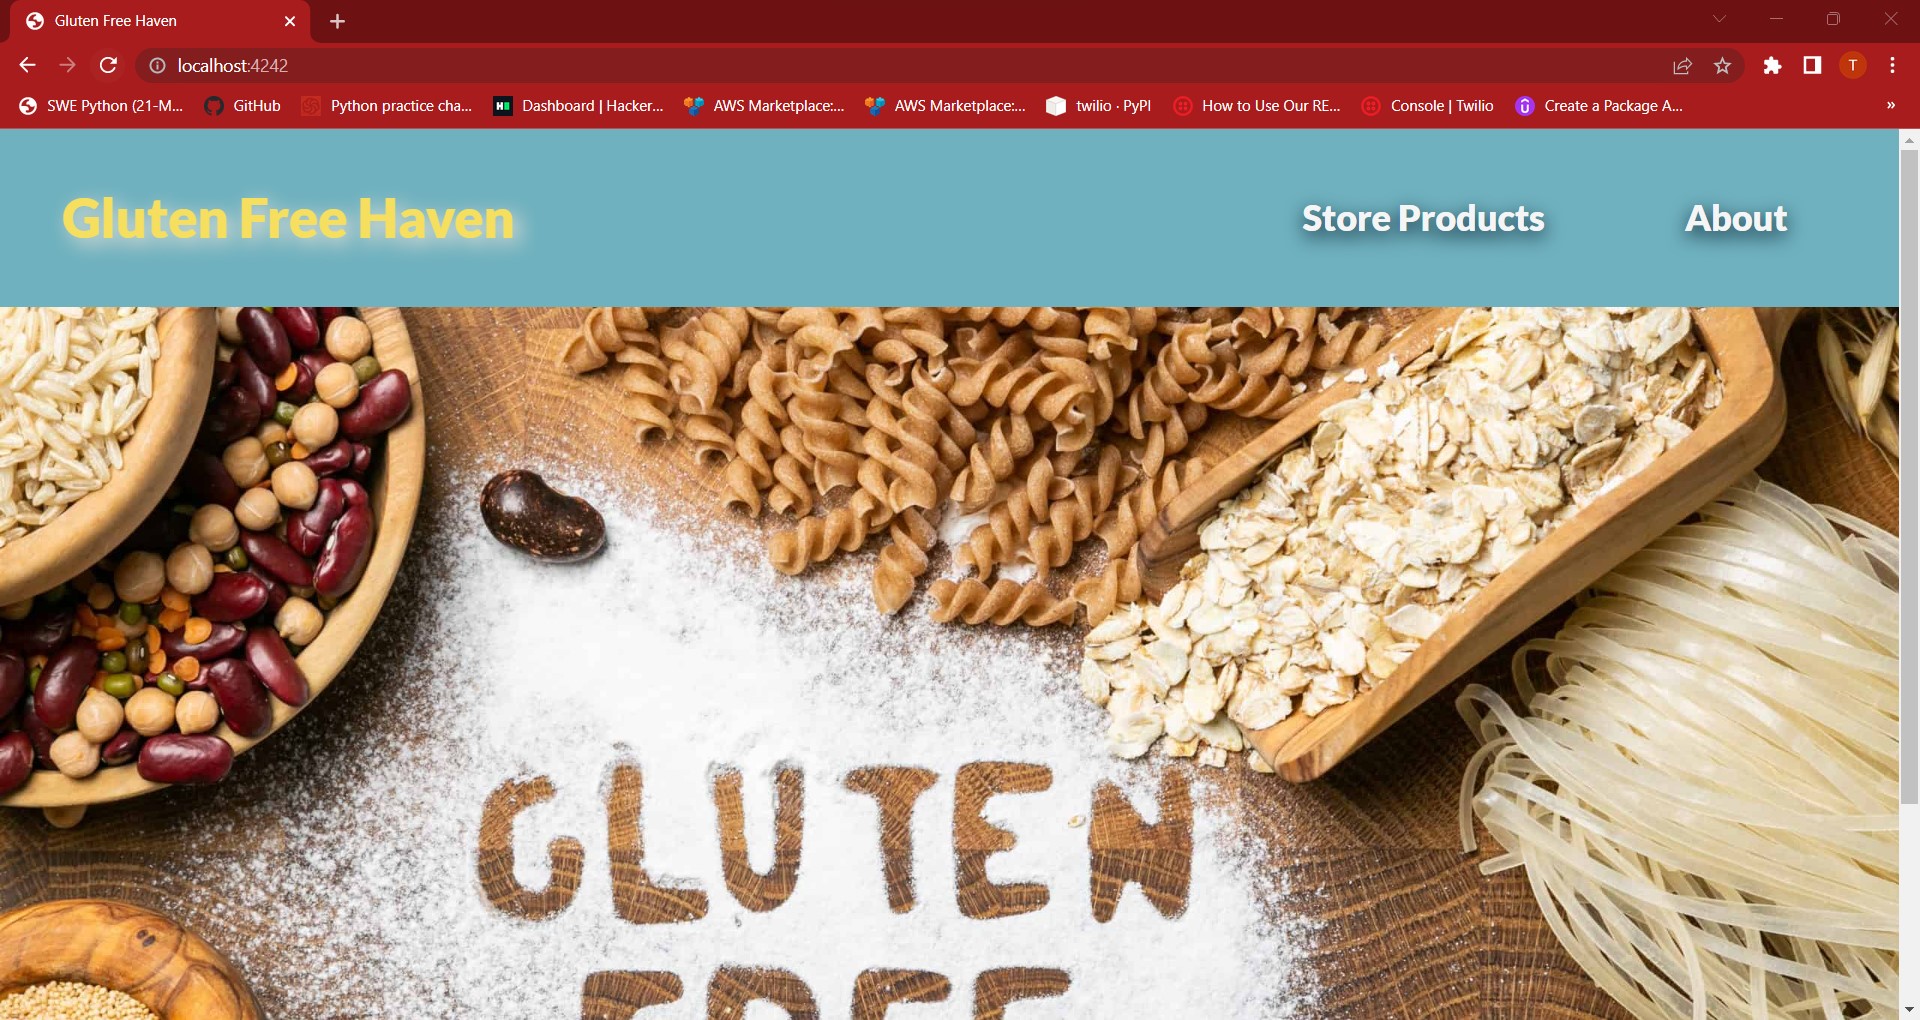 Gluten Free Haven
localhost:4242
SWE Python (21-M...
GitHub
Python practice cha...
Dashboard | Hacker...
AWS Marketplace:...
AWS Marketplace:...
twilio · PyPI
How to Use Our RE...
Console | Twilio
Create a Package A...
»
T
Gluten Free Haven
Store Products
About
GLUTEN
FREE